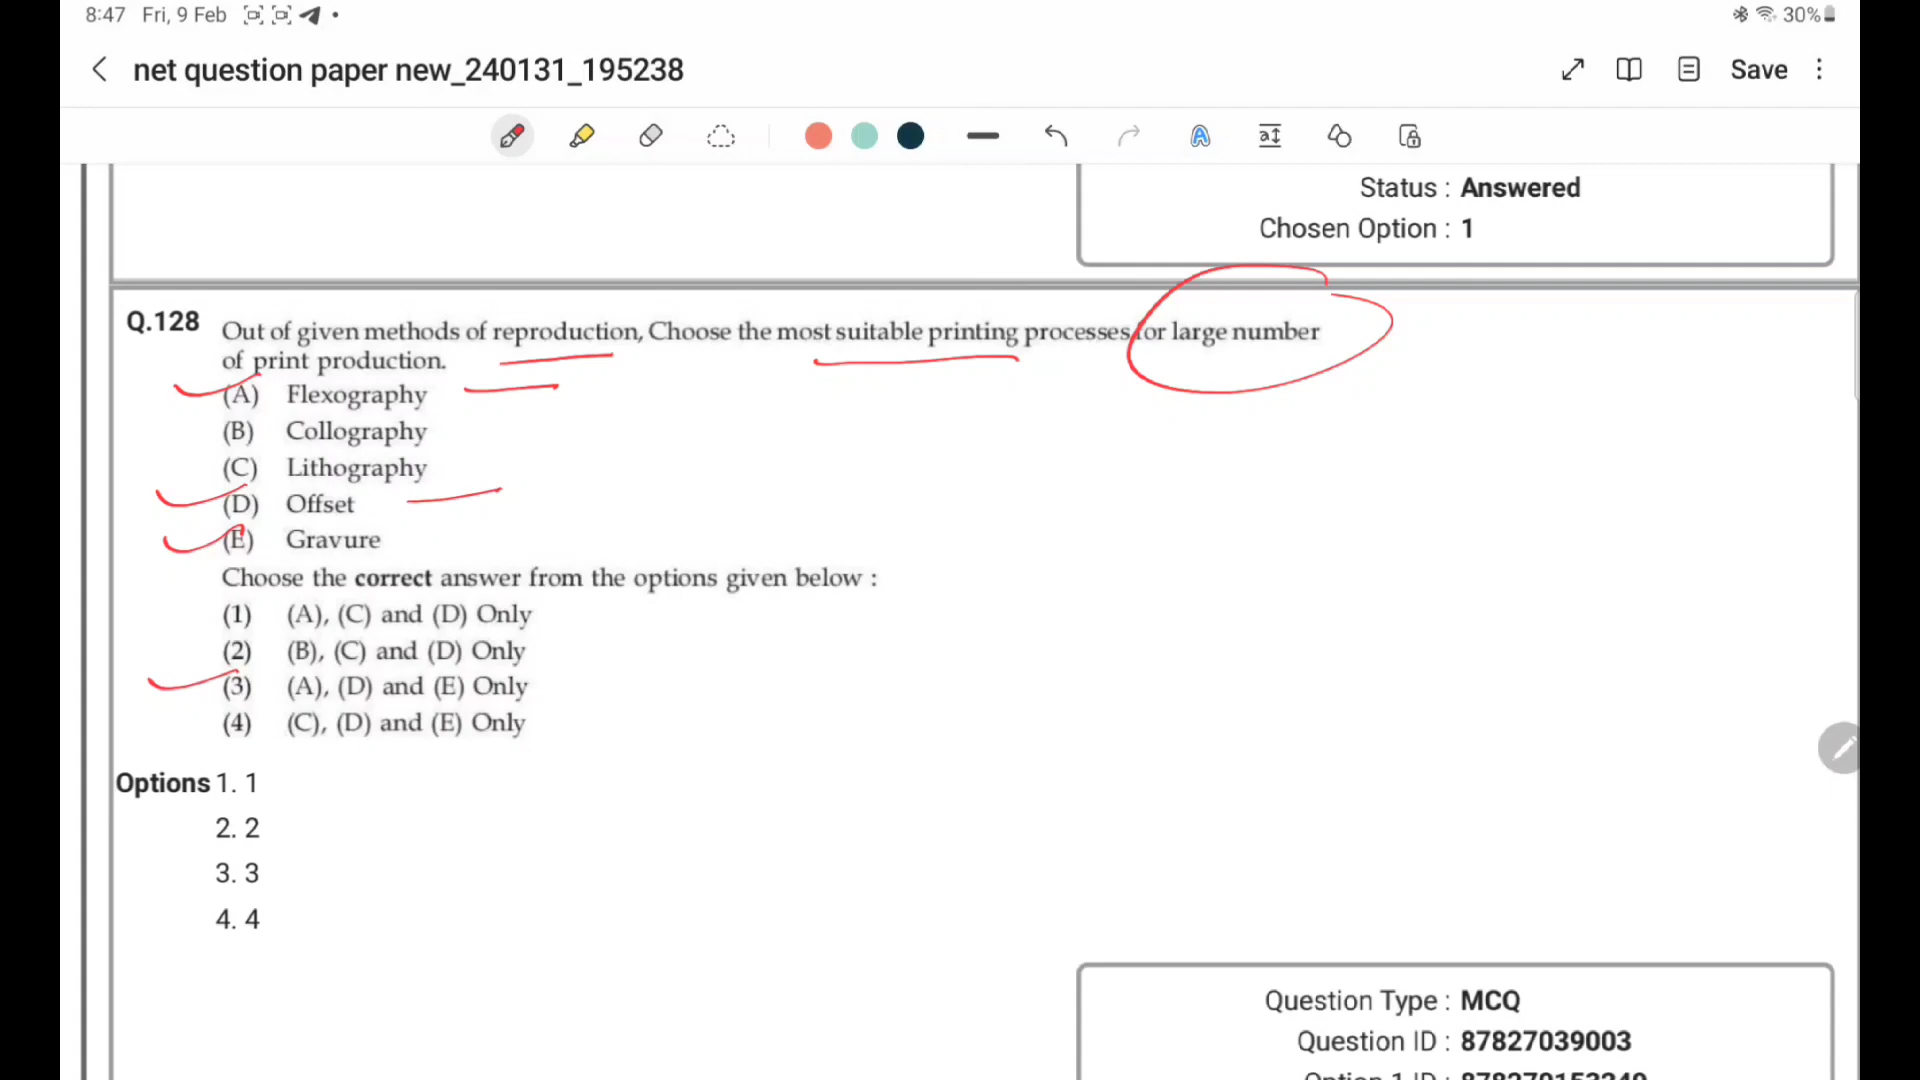 8:47 Fri, 9 Feb
30%
net question paper new_240131_195238
Save
Status : Answered
Chosen Option : 1
Q.128 Out of given methods of reproduction, Choose the most suitable printing processes for large number
of print production.
(A) Flexography
(B) Collography
(C) Lithography
(D) Offset
(E) Gravure
Choose the correct answer from the options given below :
(1) (A), (C) and (D) Only
(2) (B), (C) and (D) Only
(3) (A), (D) and (E) Only
(4) (C), (D) and (E) Only
Options 1. 1
2. 2
3. 3
4. 4
Question Type : MCQ
Question ID : 87827039003
Option 1 ID :